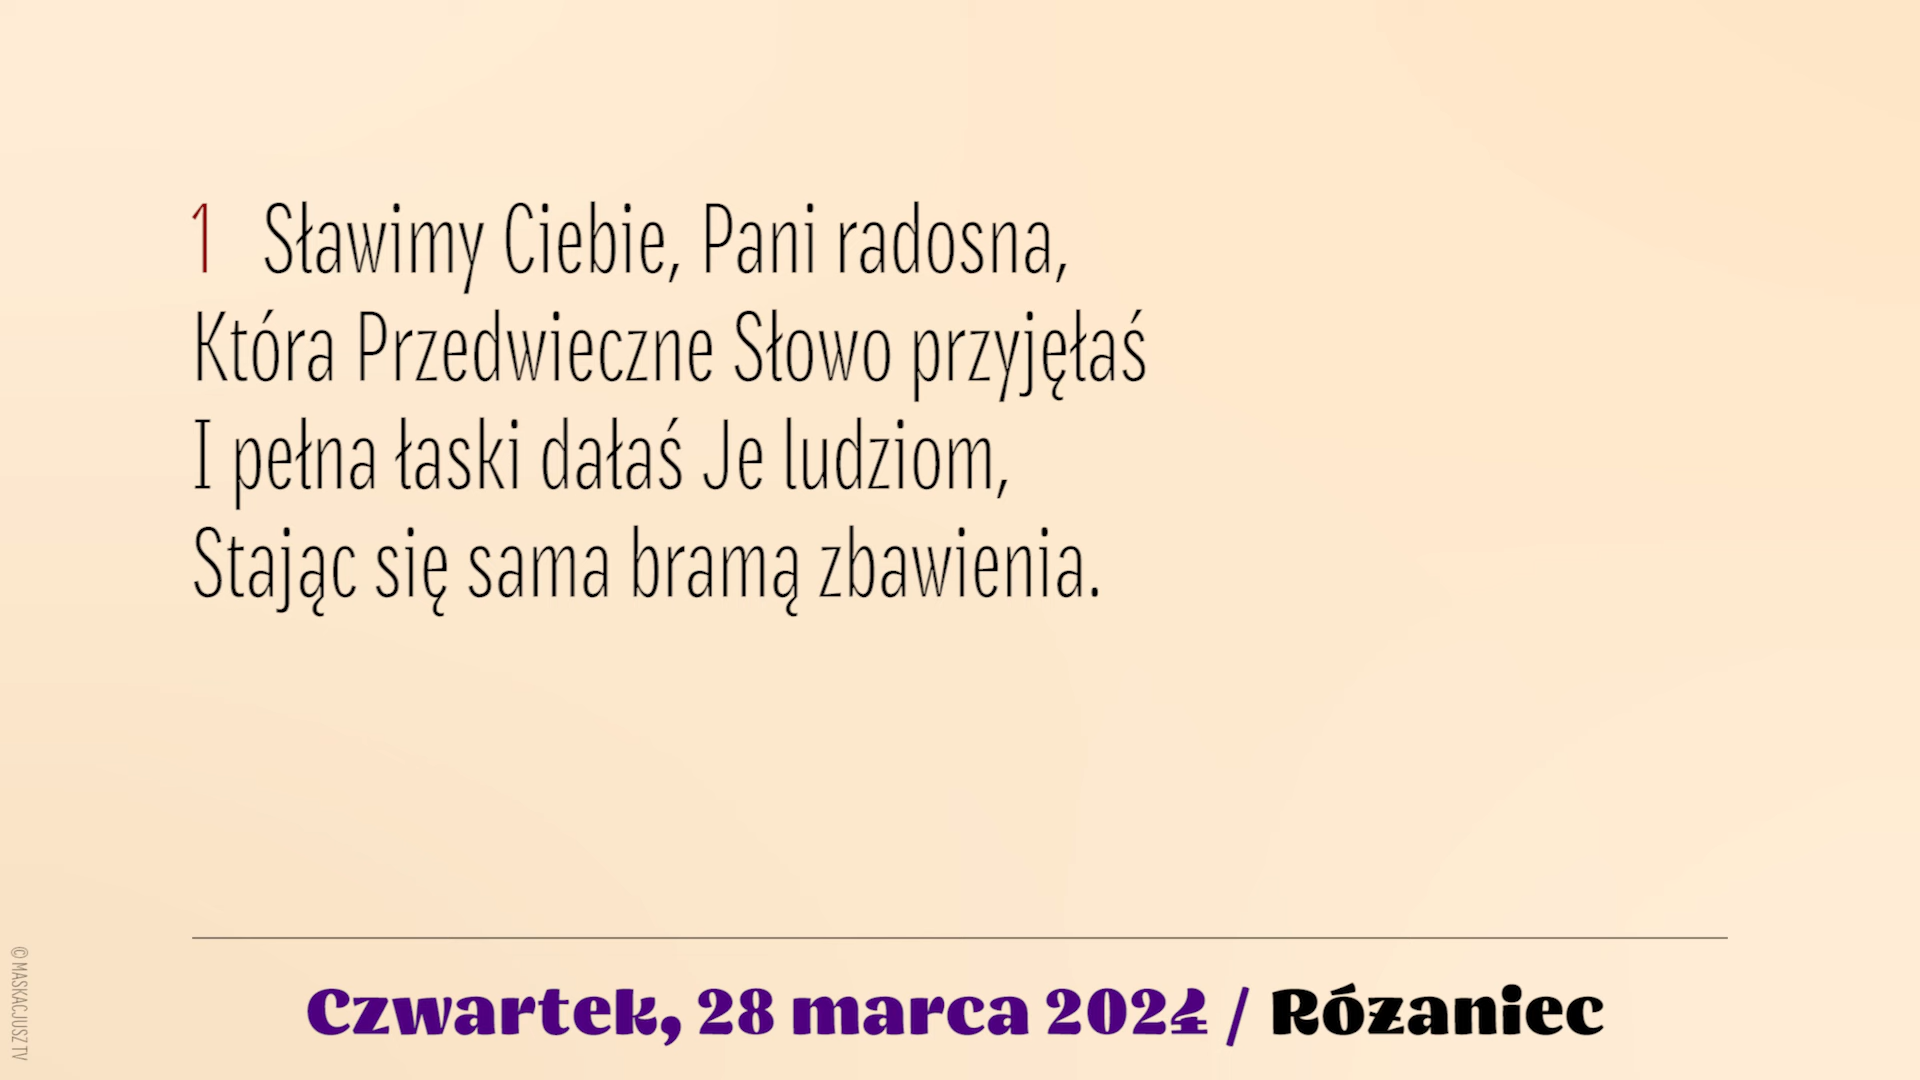 1 Sławimy Ciebie, Pani radosna,
Która Przedwieczne Słowo przyjęłaś
I pełna łaski dałaś Je ludziom,
Stając się sama bramą zbawienia.
Czwartek, 28 marca 2024 / Różaniec
© MASKACJUSZ TV